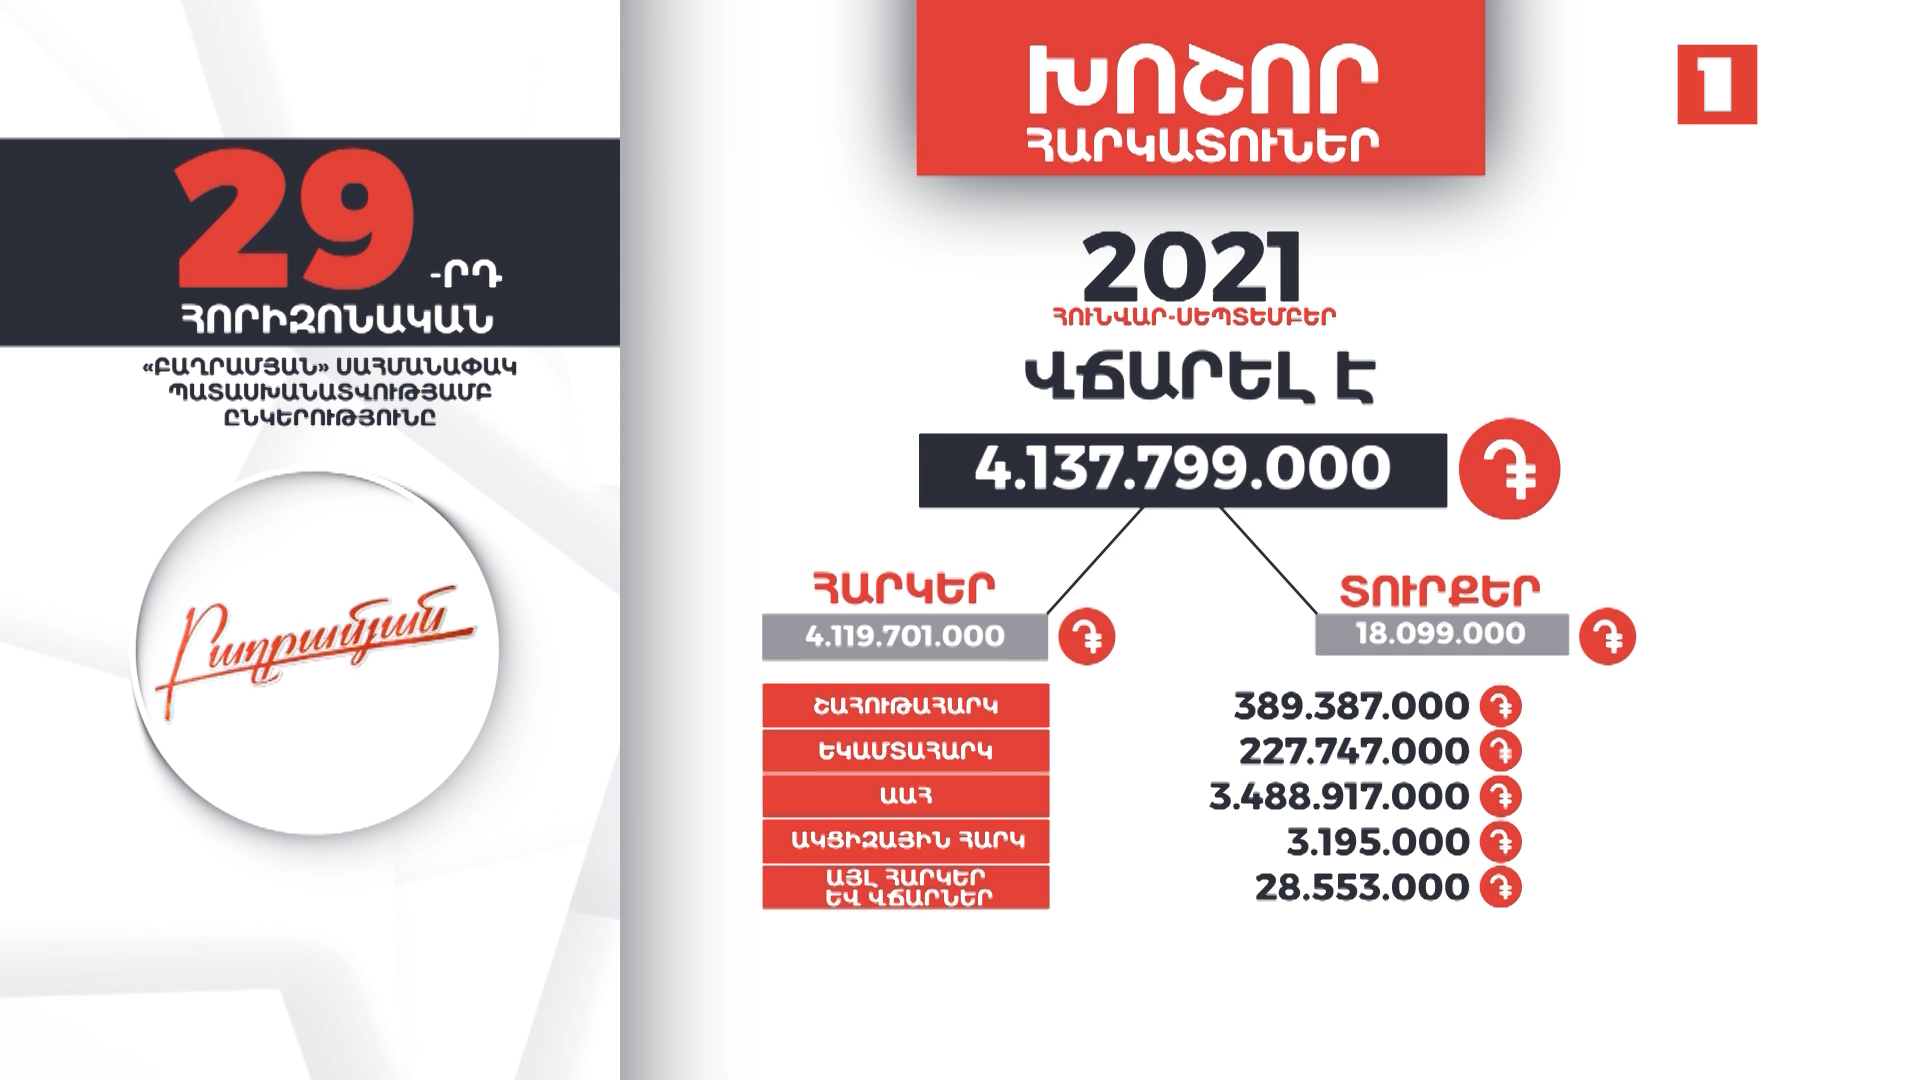 29
-ՐԴ
ՀՈՐԻԶՈՆԱԿԱՆ
«ԲԱՂՐԱՄՅԱՆ» ՍԱՀՄԱՆԱՓԱԿ
ՊԱՏԱՍԽԱՆԱՏՎՈՒԹՅԱՄԲ
ԸՆԿԵՐՈՒԹՅՈՒՆԸ
Բաղրամյան
ԽՈՇՈՐ
ՀԱՐԿԱՏՈՒՆԵՐ
1
2021
ՀՈՒՆՎԱՐ-ՍԵՊՏԵՄԲԵՐ
ՎՃԱՐԵԼ Է
4.137.799.000 ֏
ՀԱՐԿԵՐ
4.119.701.000 ֏
ՏՈՒՐՔԵՐ
18.099.000 ֏
ՇԱՀՈՒԹԱՀԱՐԿ 389.387.000 ֏
ԵԿԱՄՏԱՀԱՐԿ 227.747.000 ֏
ԱԱՀ 3.488.917.000 ֏
ԱԿՑԻԶԱՅԻՆ ՀԱՐԿ 3.195.000 ֏
ԱՅԼ ՀԱՐԿԵՐ
ԵՎ ՎՃԱՐՆԵՐ 28.553.000 ֏